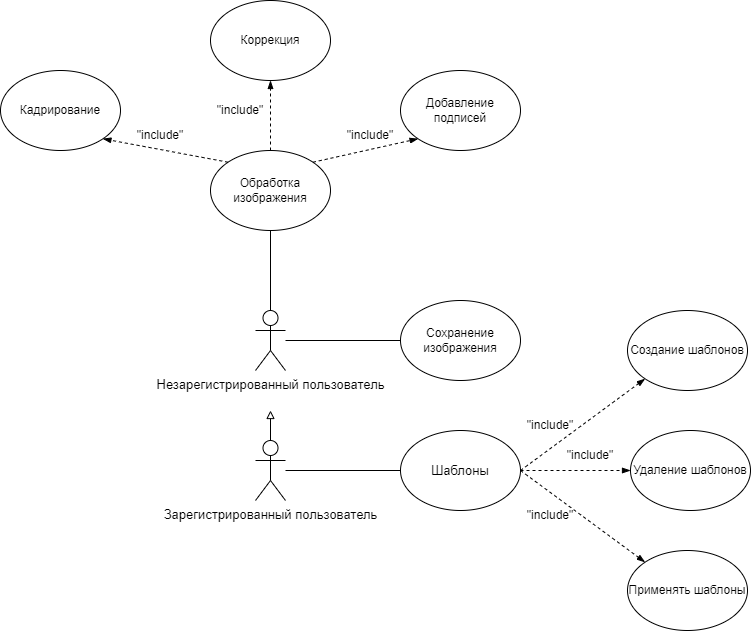 Коррекция
Кадрирование
"include"
Добавление
подписей
"include"
"include"
Обработка
изображения
Сохранение
изображения
Незарегистрированный пользователь
Создание шаблонов
"include"
Шаблоны
"include"
Удаление шаблонов
Зарегистрированный пользователь
"include"
Применять шаблоны